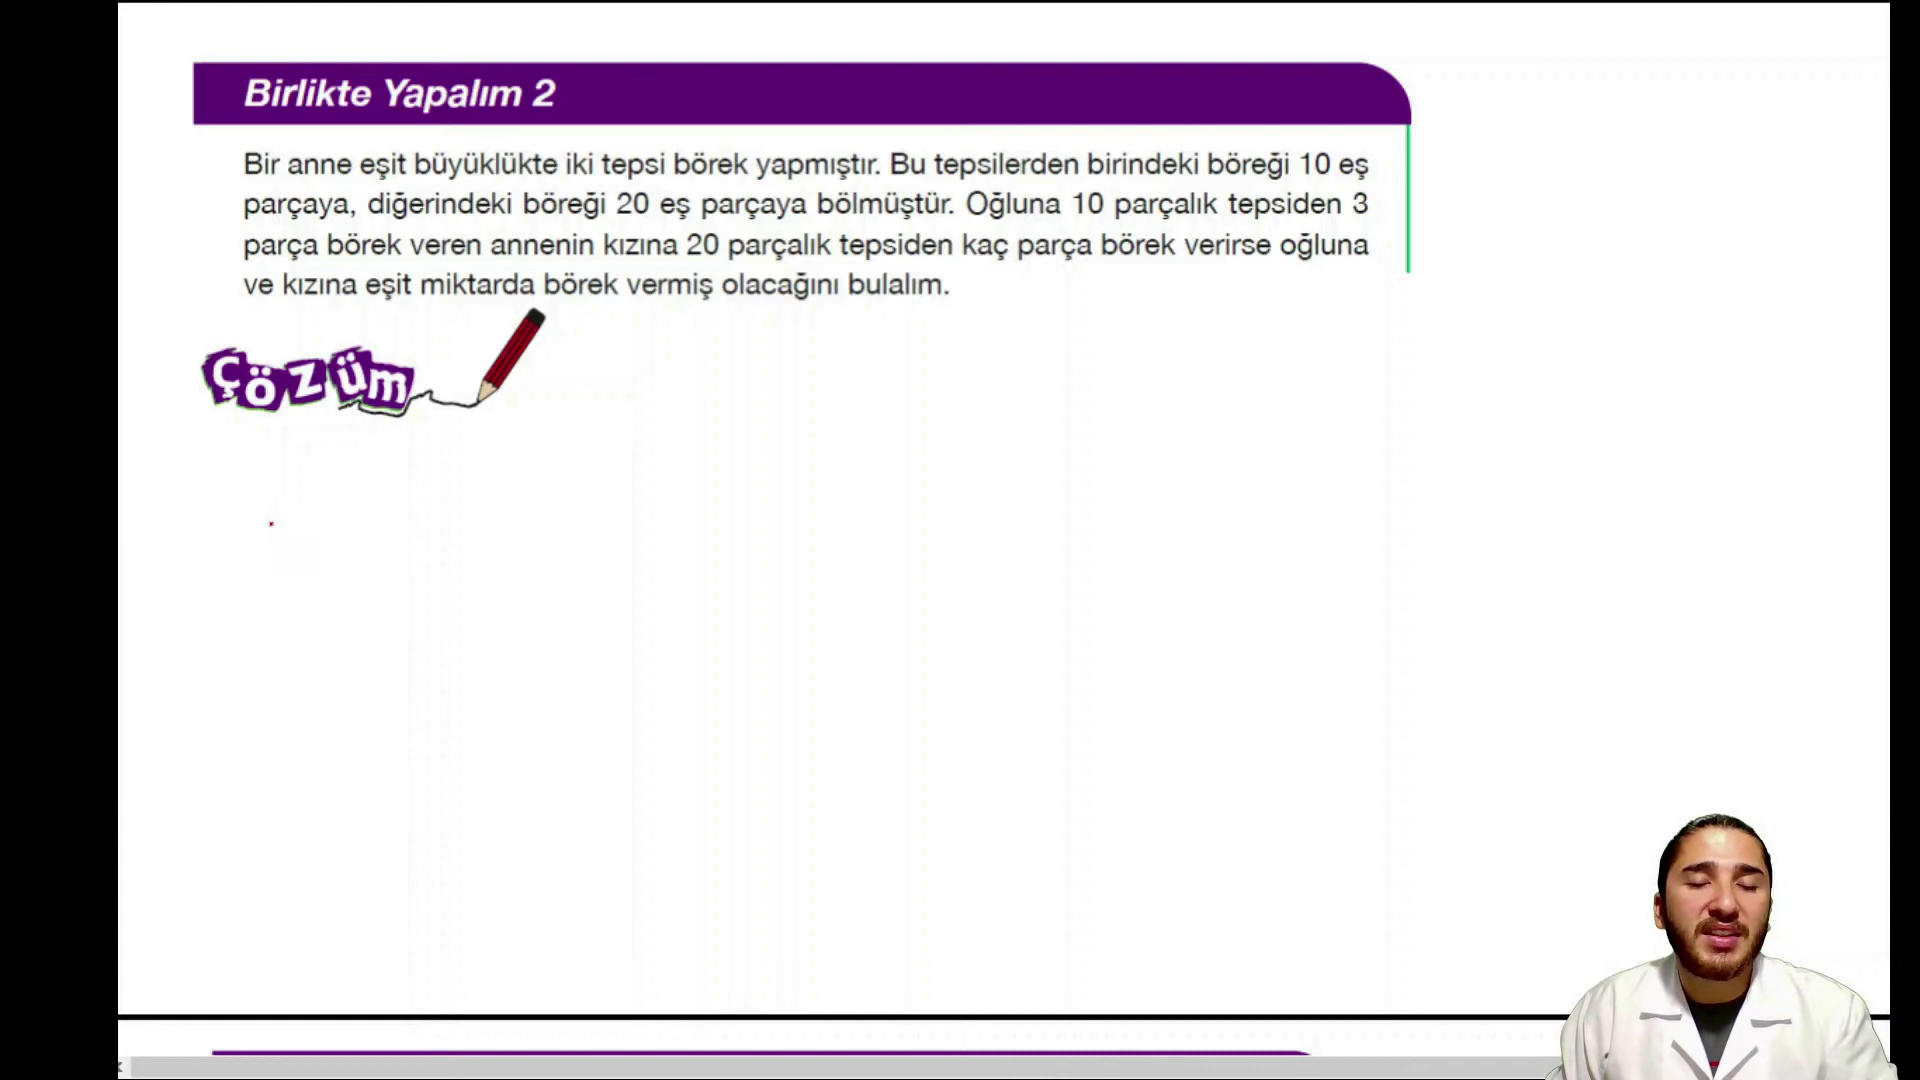 Birlikte Yapalım 2
Bir anne eşit büyüklükte iki tepsi börek yapmıştır. Bu tepsilerden birindeki böreği 10 eş
parçaya, diğerindeki böreği 20 eş parçaya bölmüştür. Oğluna 10 parçalık tepsiden 3
parça börek veren annenin kızına 20 parçalık tepsiden kaç parça börek verirse oğluna
ve kızına eşit miktarda börek vermiş olacağını bulalım.
Çözüm